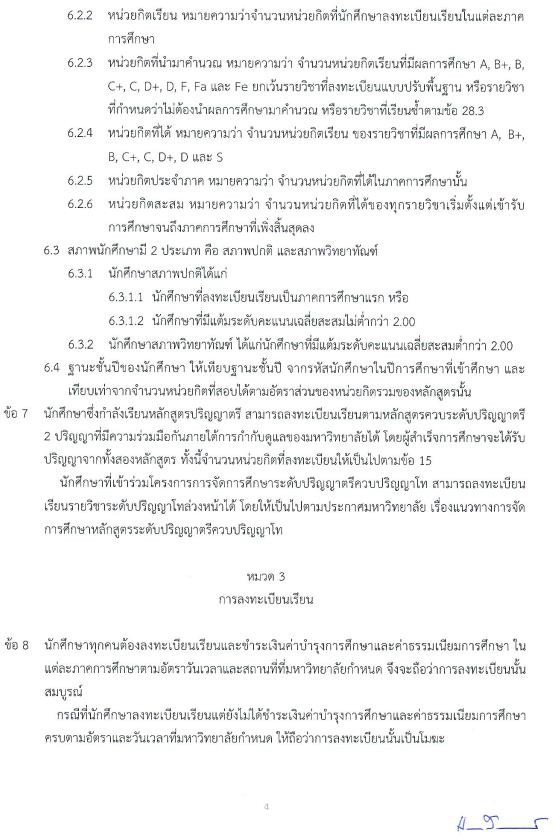 6.2.2 หน่วยกิตเรียน หมายความว่าจำนวนหน่วยกิตที่นักศึกษาลงทะเบียนเรียนในแต่ละภาค
การศึกษา
6.2.3 หน่วยกิตที่นำมาคำนวณ หมายความว่า จำนวนหน่วยกิตเรียนที่มีผลการศึกษา A, B+, B,
C+, C, D+, D, F, Fa และ Fe ยกเว้นรายวิชาที่ลงทะเบียนแบบปรับพื้นฐาน หรือรายวิชา
ที่กำหนดว่าไม่ต้องนำผลการศึกษามาคำนวณ หรือรายวิชาที่เรียนซ้ำตามข้อ 28.3
6.2.4 หน่วยกิตที่ได้ หมายความว่า จำนวนหน่วยกิตเรียน ของรายวิชาที่มีผลการศึกษา A, B+,
B, C+, C, D+, D และ S
6.2.5 หน่วยกิตประจำภาค หมายความว่า จำนวนหน่วยกิตที่ได้ในภาคการศึกษานั้น
6.2.6 หน่วยกิตสะสม หมายความว่า จำนวนหน่วยกิตที่ได้ของทุกรายวิชาเริ่มตั้งแต่เข้ารับ
การศึกษาจนถึงภาคการศึกษาที่เพิ่งสิ้นสุดลง
6.3 สภาพนักศึกษามี 2 ประเภท คือ สภาพปกติ และสภาพวิทยาทัณฑ์
6.3.1 นักศึกษาสภาพปกติได้แก่
6.3.1.1 นักศึกษาที่ลงทะเบียนเรียนเป็นภาคการศึกษาแรก หรือ
6.3.1.2 นักศึกษาที่มีแต้มระดับคะแนนเฉลี่ยสะสมไม่ต่ำกว่า 2.00
6.3.2 นักศึกษาสภาพวิทยาทัณฑ์ ได้แก่นักศึกษาที่มีแต้มระดับคะแนนเฉลี่ยสะสมต่ำกว่า 2.00
6.4 ฐานะชั้นปีของนักศึกษา ให้เทียบฐานะชั้นปี จากรหัสนักศึกษาในปีการศึกษาที่เข้าศึกษา และ
เทียบเท่าจากจำนวนหน่วยกิตที่สอบได้ตามอัตราส่วนของหน่วยกิตรวมของหลักสูตรนั้น
ข้อ 7 นักศึกษาซึ่งกำลังเรียนหลักสูตรปริญญาตรี สามารถลงทะเบียนเรียนตามหลักสูตรควบระดับปริญญาตรี
2 ปริญญาที่มีความร่วมมือกันภายใต้การกำกับดูแลของมหาวิทยาลัยได้ โดยผู้สำเร็จการศึกษาจะได้รับ
ปริญญาจากทั้งสองหลักสูตร ทั้งนี้จำนวนหน่วยกิตที่ลงทะเบียนให้เป็นไปตามข้อ 15
นักศึกษาที่เข้าร่วมโครงการการจัดการศึกษาระดับปริญญาตรีควบปริญญาโท สามารถลงทะเบียน
เรียนรายวิชาระดับปริญญาโทล่วงหน้าได้ โดยให้เป็นไปตามประกาศมหาวิทยาลัย เรื่องแนวทางการจัด
การศึกษาหลักสูตรระดับปริญญาตรีควบปริญญาโท
หมวด 3
การลงทะเบียนเรียน
ข้อ 8 นักศึกษาทุกคนต้องลงทะเบียนเรียนและชำระเงินค่าบำรุงการศึกษาและค่าธรรมเนียมการศึกษา ใน
แต่ละภาคการศึกษาตามอัตราวันเวลาและสถานที่ที่มหาวิทยาลัยกำหนด จึงจะถือว่าการลงทะเบียนนั้น
สมบูรณ์
กรณีที่นักศึกษาลงทะเบียนเรียนแต่ยังไม่ได้ชำระเงินค่าบำรุงการศึกษาและค่าธรรมเนียมการศึกษา
ครบตามอัตราและวันเวลาที่มหาวิทยาลัยกำหนด ให้ถือว่าการลงทะเบียนนั้นเป็นโมฆะ
4